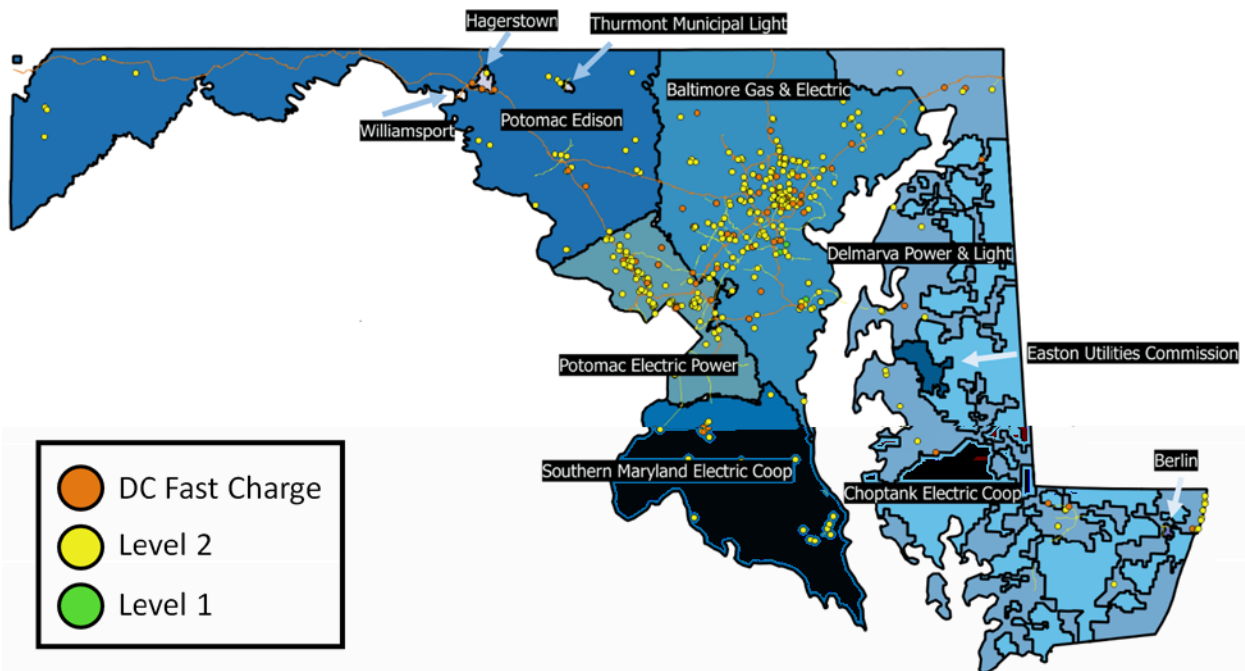 Hagerstown
Thurmont Municipal Light
Baltimore Gas & Electric
Williamsport
Potomac Edison
Delmarva Power & Light
Easton Utilities Commission
Potomac Electric Power
Southern Maryland Electric Coop
Choptank Electric Coop
Berlin
DC Fast Charge
Level 2
Level 1